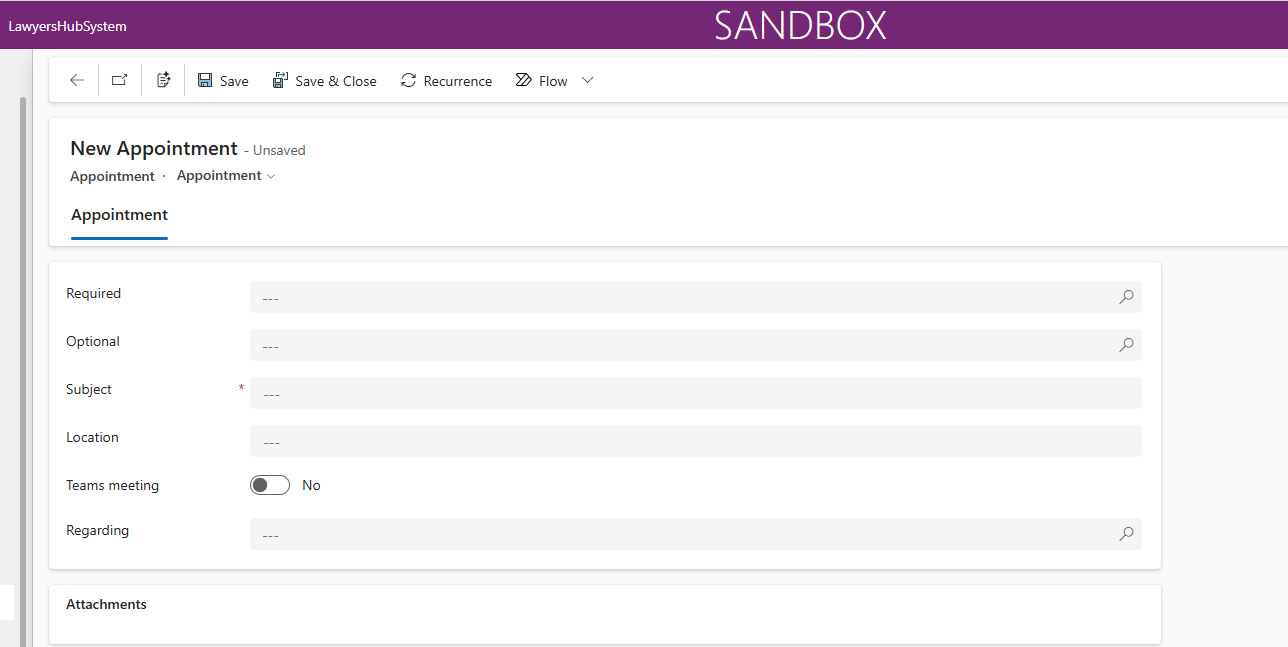 LawyersHubSystem
SANDBOX
Save
Save & Close
Recurrence
Flow
New Appointment - Unsaved
Appointment · Appointment
Appointment
Required
---
Optional
---
Subject * ---
Location
---
Teams meeting
No
Regarding
---
Attachments